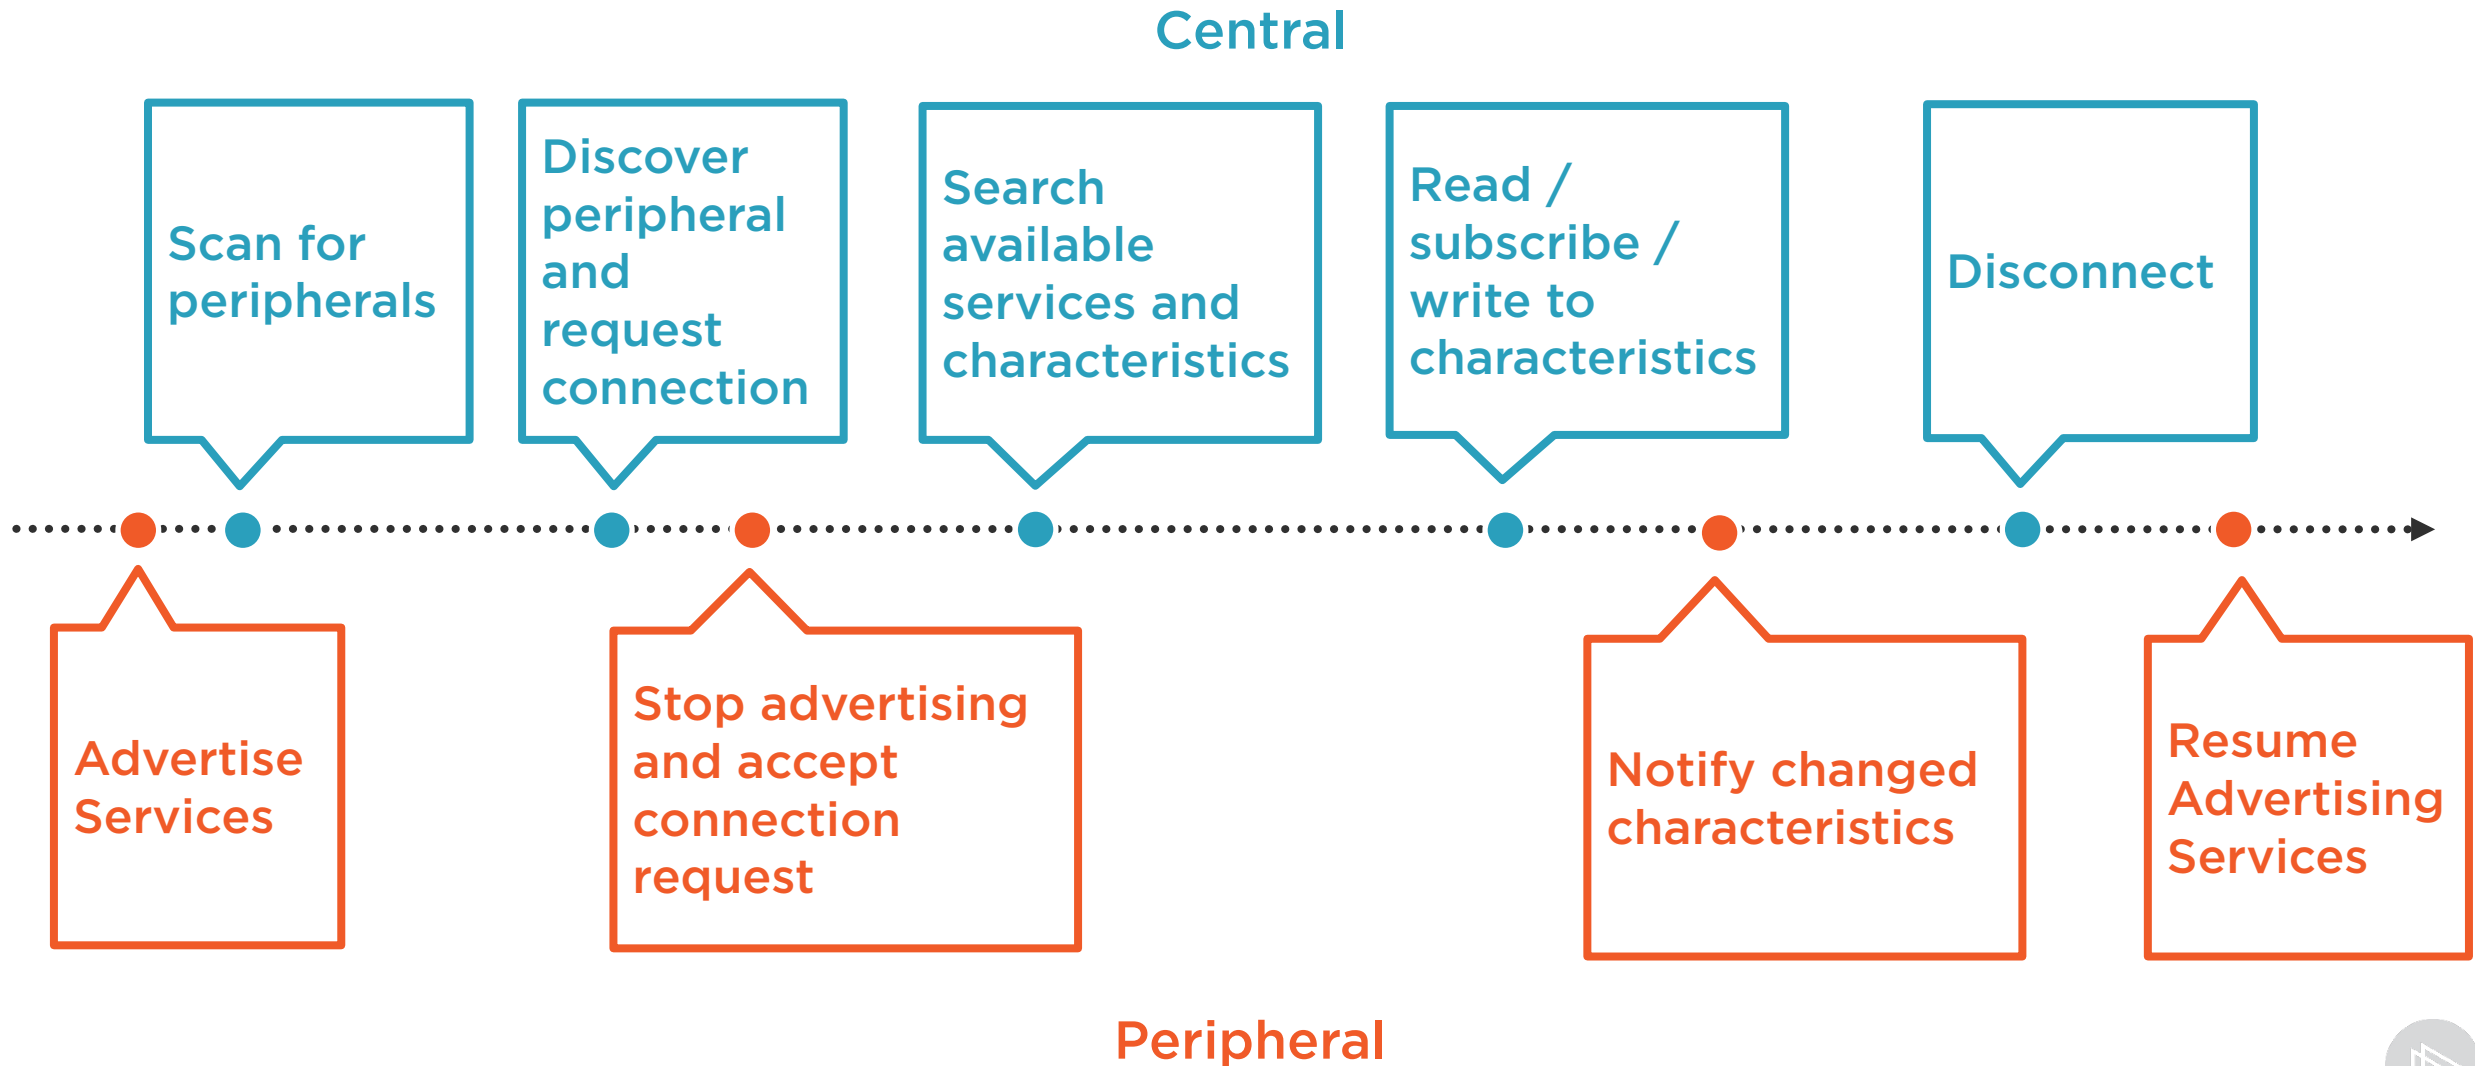 Central
Scan for
peripherals
Discover
peripheral
and
request
connection
Search
available
services and
characteristics
Read /
subscribe /
write to
characteristics
Disconnect
Advertise
Services
Stop advertising
and accept
connection
request
Notify changed
characteristics
Resume
Advertising
Services
Peripheral